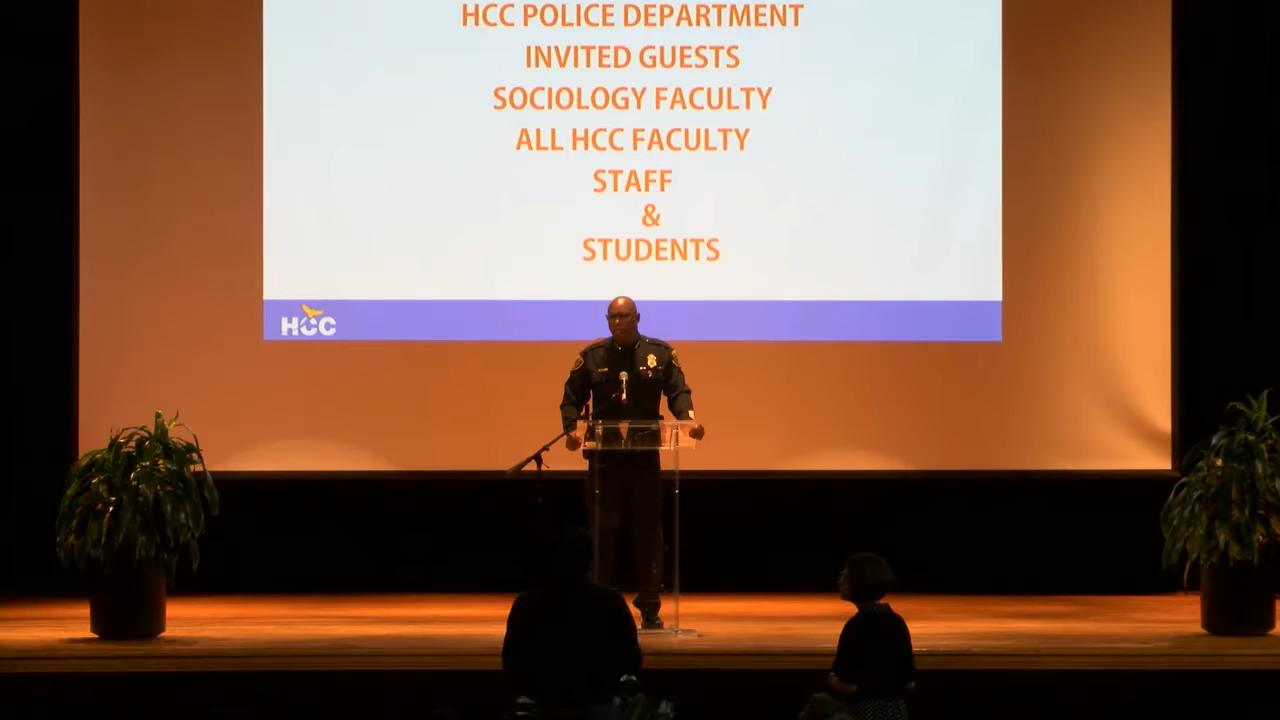 HCC POLICE DEPARTMENT
INVITED GUESTS
SOCIOLOGY FACULTY
ALL HCC FACULTY
STAFF
&
STUDENTS
HCC